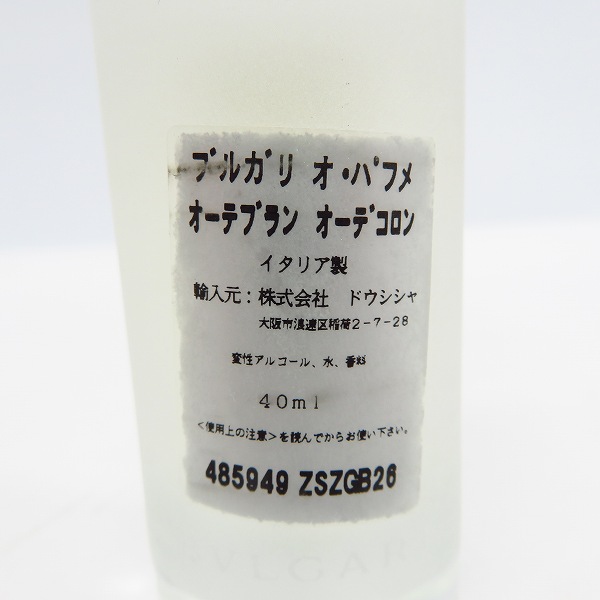 ブルガリ オ・パフメ
オーテブラン オーデコロン
イタリア製
輸入元：株式会社 ドウシシャ
大阪市浪速区稲荷2-7-28
変性アルコール、水、香料
40ml
<使用上の注意>を読んでからお使い下さい。
485949 ZSZGB26
BVLGARI